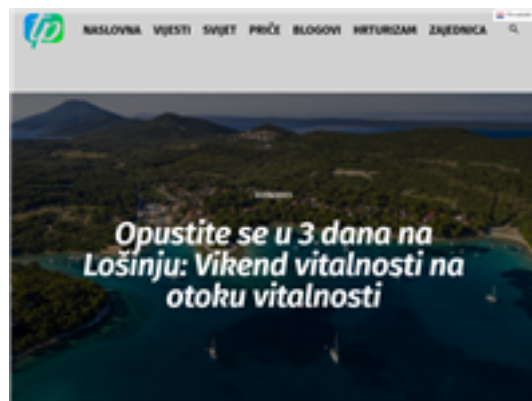 NASLOVNA VIJESTI SVIJET PRIČE BLOGOVI HRTURIZAM ZAJEDNICA
Opustite se u 3 dana na
Lošinju: Vikend vitalnosti na
otoku vitalnosti